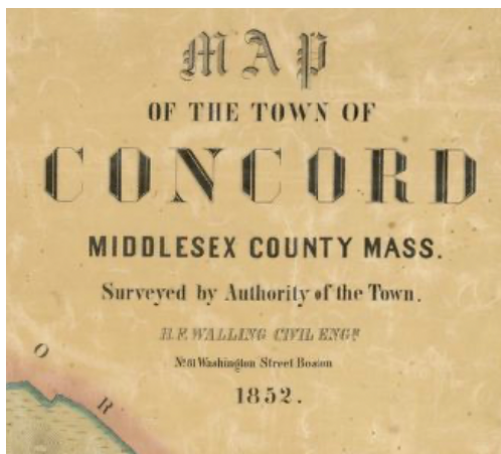 MAP
OF THE TOWN OF
CONCORD
MIDDLESEX COUNTY MASS.
Surveyed by Authority of the Town.
H.F. WALLING CIVIL ENGR.
No. 81 Washington Street Boston
1852.
O
R